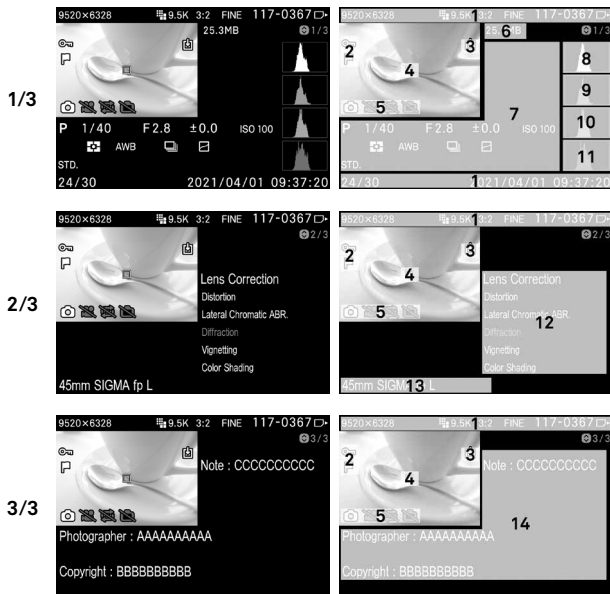 9520×6328 9.5K 3:2 FINE 117-0367
25.3MB 1/3
1/3
P 1/40 F2.8 ±0.0 ISO 100
AWB
STD.
24/30 2021/04/01 09:37:20
9520×6328 1 9.5K 3:2 FINE 117-0367
25.3MB 6 1/3
2 3
4
8
9
5
7
10
P 1/40 F2.8 ±0.0 ISO 100
AWB
11
STD.
24/30 1 2021/04/01 09:37:20
9520×6328 9.5K 3:2 FINE 117-0367
2/3
2/3
Lens Correction
Distortion
Lateral Chromatic ABR.
Diffraction
Vignetting
Color Shading
45mm SIGMA fp L
9520×6328 1 9.5K 3:2 FINE 117-0367
2/3
2 3
4
Lens Correction
Distortion
5
Lateral Chromatic ABR.
Diffraction 12
Vignetting
Color Shading
45mm SIGMA fp L 13
9520×6328 9.5K 3:2 FINE 117-0367
3/3
Note : CCCCCCCCCC
3/3
Photographer : AAAAAAAAAA
Copyright : BBBBBBBBBB
9520×6328 1 9.5K 3:2 FINE 117-0367
3/3
2 3
Note : CCCCCCCCCC
4
5
14
Photographer : AAAAAAAAAA
Copyright : BBBBBBBBBB